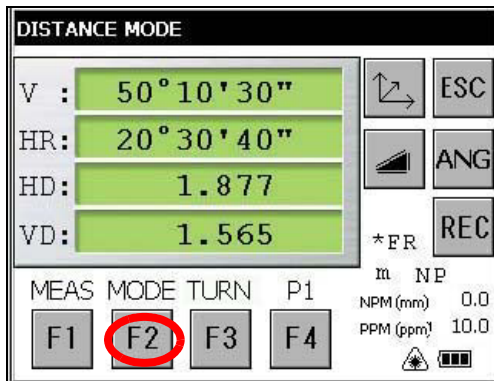 DISTANCE MODE
V : 50°10'30"
HR: 20°30'40"
HD: 1.877
VD: 1.565
ESC
ANG
REC
*FR
m NP
NPM (mm) 0.0
PPM (ppm) 10.0
MEAS MODE TURN P1
F1 F2 F3 F4